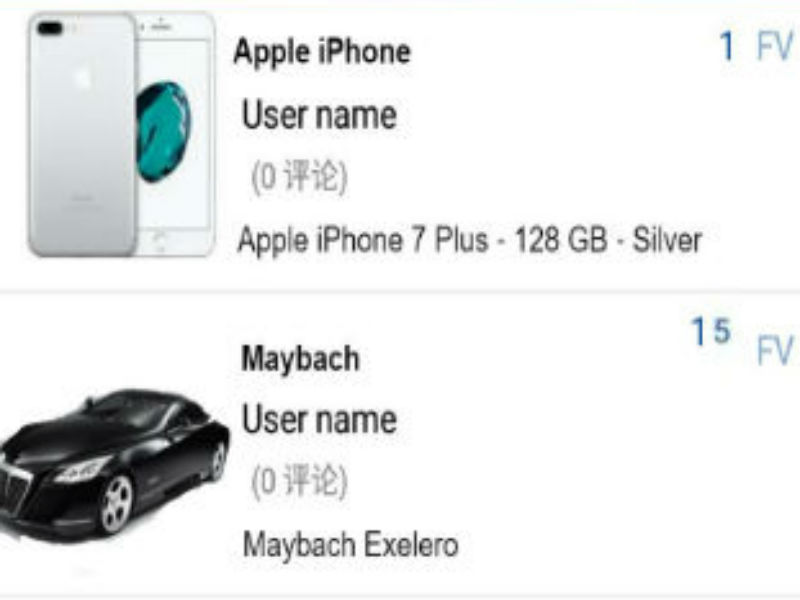 Apple iPhone
1 FV
User name
(0 评论)
Apple iPhone 7 Plus - 128 GB - Silver
Maybach
15 FV
User name
(0 评论)
Maybach Exelero